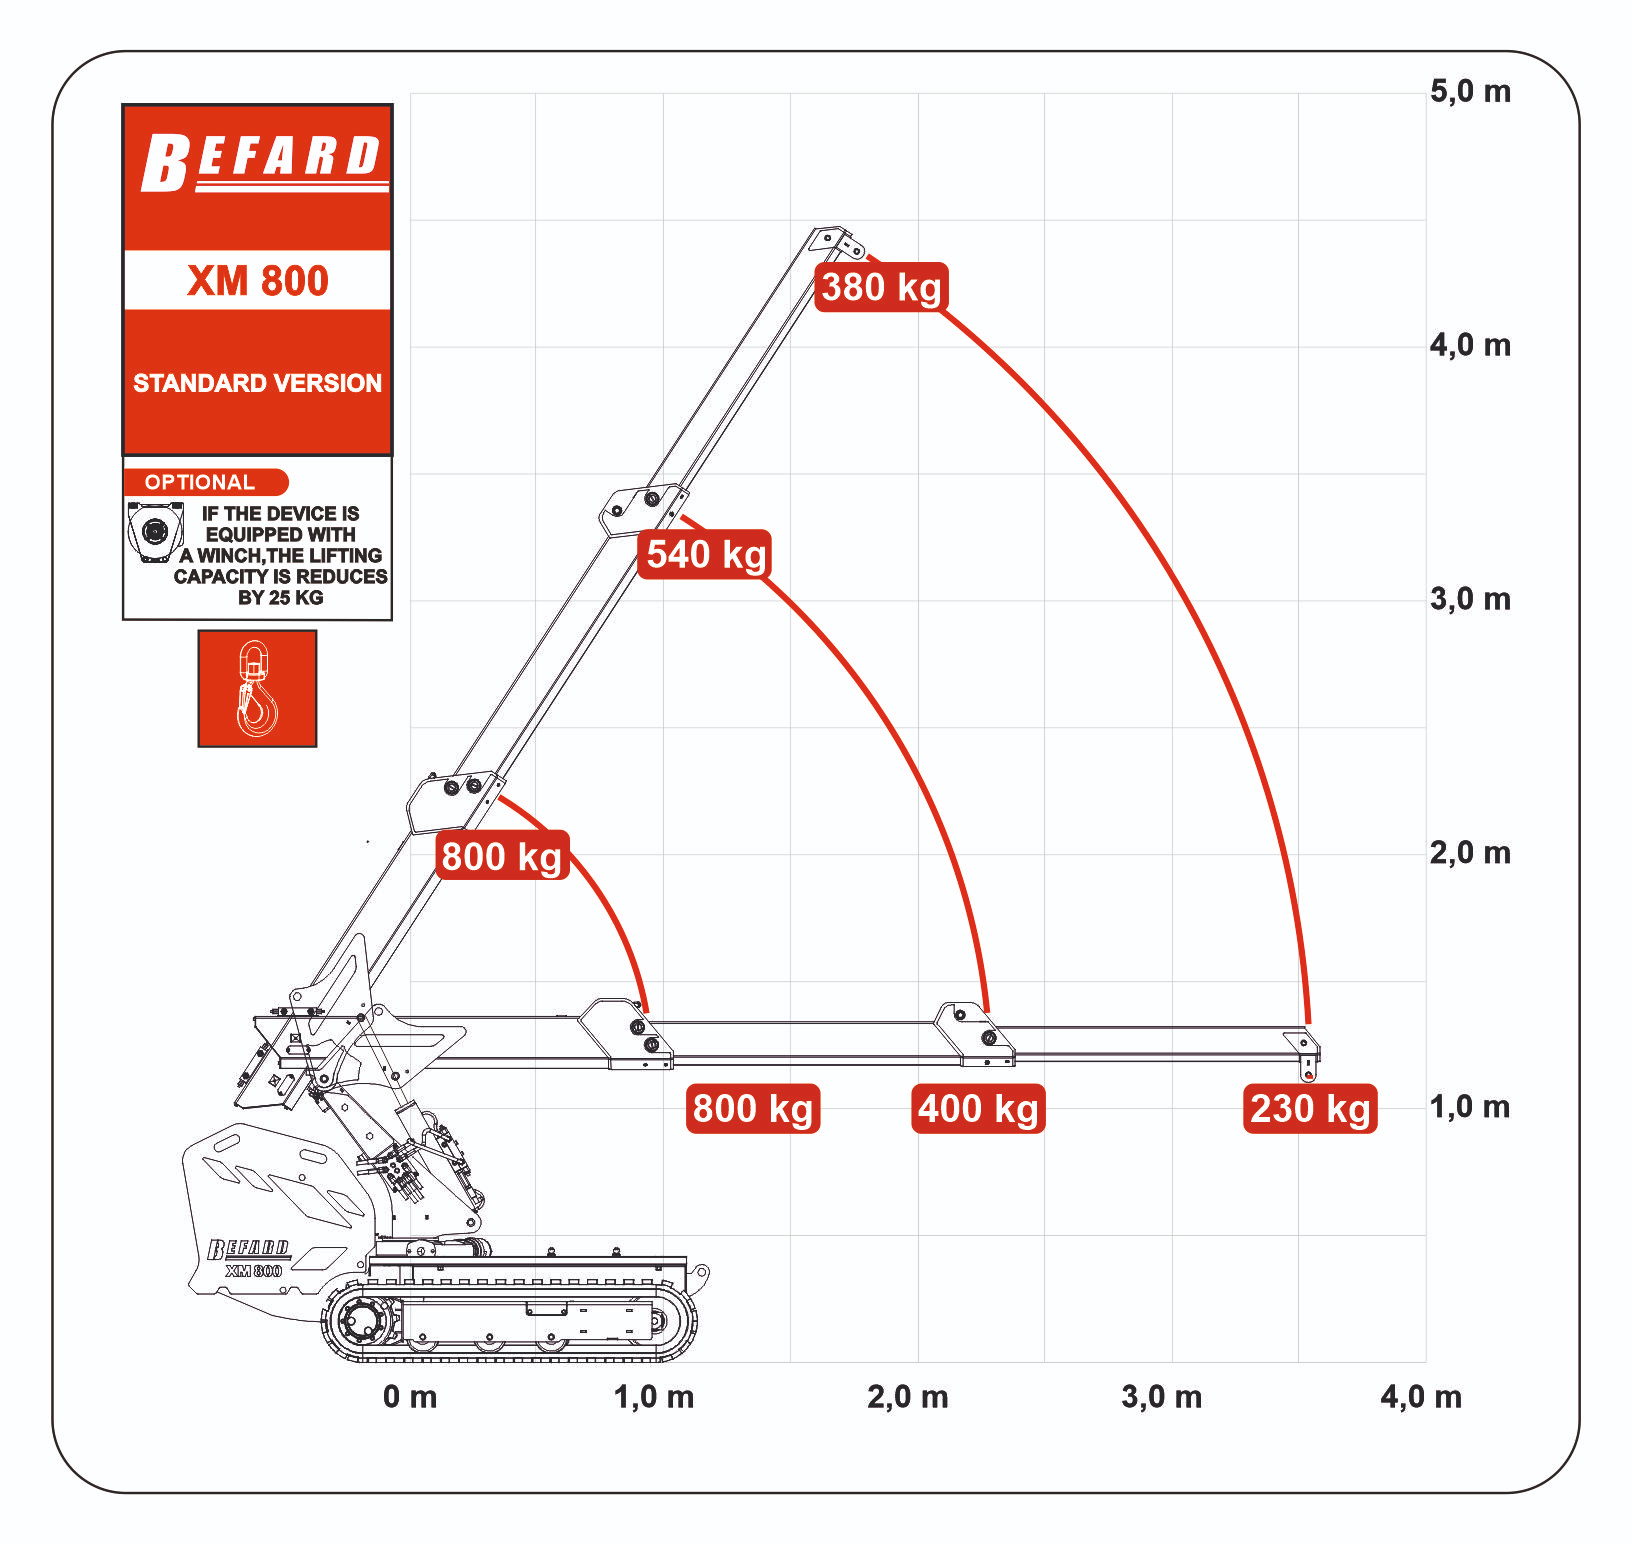 BEFARD
XM 800
STANDARD VERSION
OPTIONAL
IF THE DEVICE IS
EQUIPPED WITH
A WINCH,THE LIFTING
CAPACITY IS REDUCES
BY 25 KG
5,0 m
4,0 m
3,0 m
2,0 m
1,0 m
380 kg
540 kg
800 kg
800 kg
400 kg
230 kg
BEFARD
XM 800
0 m
1,0 m
2,0 m
3,0 m
4,0 m